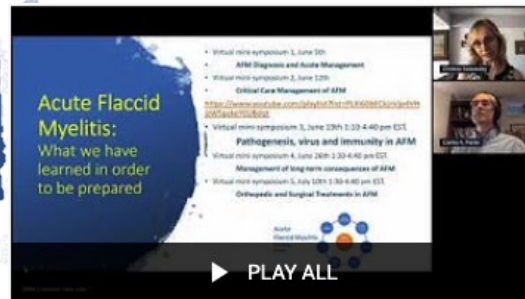 Acute Flaccid
Myelitis:
What we have
learned in order
to be prepared
• Virtual mini-symposium 1, June 5th
• AFM Diagnosis and Acute Management
• Virtual mini-symposium 2, June 12th
• Critical Care Management of AFM
• Virtual mini-symposium 3, June 19th 1:10-4:40 pm EST.
Pathogenesis, virus and immunity in AFM
• Virtual mini-symposium 4, June 26th 1:30-4:40 pm EST.
Management of long-term consequences of AFM
• Virtual mini-symposium 5, July 10th 1:30-4:40 pm EST.
Orthopedic and Surgical Treatments in AFM
Acute
Flaccid Myelitis
PLAY ALL
Carlos A. Pardo